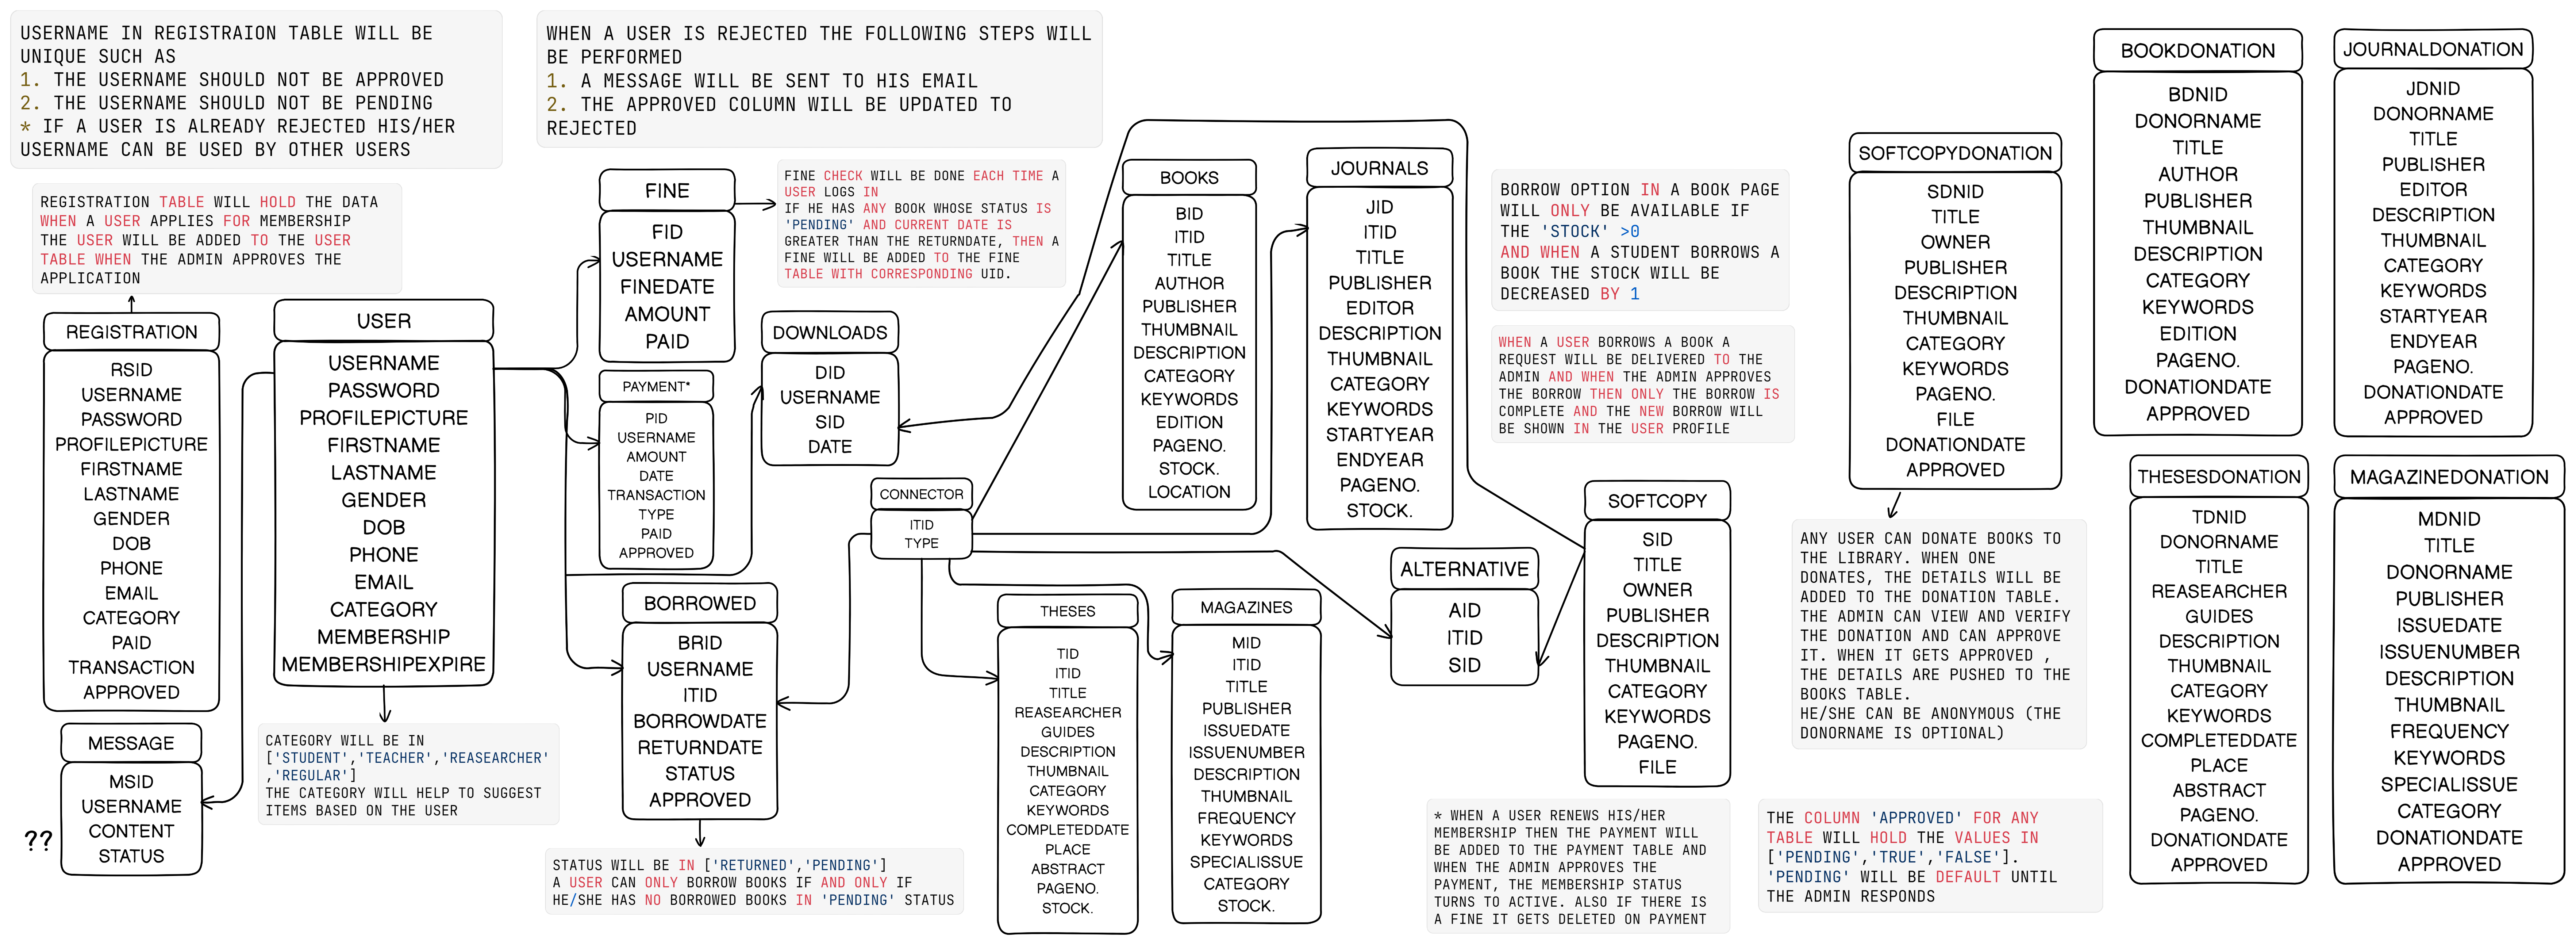 USERNAME IN REGISTRAION TABLE WILL BE
UNIQUE SUCH AS
1. THE USERNAME SHOULD NOT BE APPROVED
2. THE USERNAME SHOULD NOT BE PENDING
* IF A USER IS ALREADY REJECTED HIS/HER
USERNAME CAN BE USED BY OTHER USERS
WHEN A USER IS REJECTED THE FOLLOWING STEPS WILL
BE PERFORMED
1. A MESSAGE WILL BE SENT TO HIS EMAIL
2. THE APPROVED COLUMN WILL BE UPDATED TO
REJECTED
REGISTRATION TABLE WILL HOLD THE DATA
WHEN A USER APPLIES FOR MEMBERSHIP
THE USER WILL BE ADDED TO THE USER
TABLE WHEN THE ADMIN APPROVES THE
APPLICATION
REGISTRATION
RSID
USERNAME
PASSWORD
PROFILEPICTURE
FIRSTNAME
LASTNAME
GENDER
DOB
PHONE
EMAIL
CATEGORY
PAID
TRANSACTION
APPROVED
USER
USERNAME
PASSWORD
PROFILEPICTURE
FIRSTNAME
LASTNAME
GENDER
DOB
PHONE
EMAIL
CATEGORY
MEMBERSHIP
MEMBERSHIPEXPIRE
MESSAGE
MSID
USERNAME
CONTENT
STATUS
??
CATEGORY WILL BE IN
['STUDENT','TEACHER','REASEARCHER'
,'REGULAR']
THE CATEGORY WILL HELP TO SUGGEST
ITEMS BASED ON THE USER
FINE
FID
USERNAME
FINEDATE
AMOUNT
PAID
FINE CHECK WILL BE DONE EACH TIME A
USER LOGS IN
IF HE HAS ANY BOOK WHOSE STATUS IS
'PENDING' AND CURRENT DATE IS
GREATER THAN THE RETURNDATE, THEN A
FINE WILL BE ADDED TO THE FINE
TABLE WITH CORRESPONDING UID.
PAYMENT*
PID
USERNAME
AMOUNT
DATE
TRANSACTION
TYPE
PAID
APPROVED
DOWNLOADS
DID
USERNAME
SID
DATE
BORROWED
BRID
USERNAME
ITID
BORROWDATE
RETURNDATE
STATUS
APPROVED
STATUS WILL BE IN ['RETURNED','PENDING']
A USER CAN ONLY BORROW BOOKS IF AND ONLY IF
HE/SHE HAS NO BORROWED BOOKS IN 'PENDING' STATUS
CONNECTOR
ITID
TYPE
BOOKS
BID
ITID
TITLE
AUTHOR
PUBLISHER
THUMBNAIL
DESCRIPTION
CATEGORY
KEYWORDS
EDITION
PAGENO.
STOCK.
LOCATION
JOURNALS
JID
ITID
TITLE
PUBLISHER
EDITOR
DESCRIPTION
THUMBNAIL
CATEGORY
KEYWORDS
STARTYEAR
ENDYEAR
PAGENO.
STOCK.
THESES
TID
ITID
TITLE
REASEARCHER
GUIDES
DESCRIPTION
THUMBNAIL
CATEGORY
KEYWORDS
COMPLETEDDATE
PLACE
ABSTRACT
PAGENO.
STOCK.
MAGAZINES
MID
ITID
TITLE
PUBLISHER
ISSUEDATE
ISSUENUMBER
DESCRIPTION
THUMBNAIL
FREQUENCY
KEYWORDS
SPECIALISSUE
CATEGORY
STOCK.
ALTERNATIVE
AID
ITID
SID
BORROW OPTION IN A BOOK PAGE
WILL ONLY BE AVAILABLE IF
THE 'STOCK' >0
AND WHEN A STUDENT BORROWS A
BOOK THE STOCK WILL BE
DECREASED BY 1
WHEN A USER BORROWS A BOOK A
REQUEST WILL BE DELIVERED TO THE
ADMIN AND WHEN THE ADMIN APPROVES
THE BORROW THEN ONLY THE BORROW IS
COMPLETE AND THE NEW BORROW WILL
BE SHOWN IN THE USER PROFILE
SOFTCOPY
SID
TITLE
OWNER
PUBLISHER
DESCRIPTION
THUMBNAIL
CATEGORY
KEYWORDS
PAGENO.
FILE
* WHEN A USER RENEWS HIS/HER
MEMBERSHIP THEN THE PAYMENT WILL
BE ADDED TO THE PAYMENT TABLE AND
WHEN THE ADMIN APPROVES THE
PAYMENT, THE MEMBERSHIP STATUS
TURNS TO ACTIVE. ALSO IF THERE IS
A FINE IT GETS DELETED ON PAYMENT
SOFTCOPYDONATION
SDNID
TITLE
OWNER
PUBLISHER
DESCRIPTION
THUMBNAIL
CATEGORY
KEYWORDS
PAGENO.
FILE
DONATIONDATE
APPROVED
ANY USER CAN DONATE BOOKS TO
THE LIBRARY. WHEN ONE
DONATES, THE DETAILS WILL BE
ADDED TO THE DONATION TABLE.
THE ADMIN CAN VIEW AND VERIFY
THE DONATION AND CAN APPROVE
IT. WHEN IT GETS APPROVED ,
THE DETAILS ARE PUSHED TO THE
BOOKS TABLE.
HE/SHE CAN BE ANONYMOUS (THE
DONORNAME IS OPTIONAL)
THE COLUMN 'APPROVED' FOR ANY
TABLE WILL HOLD THE VALUES IN
['PENDING','TRUE','FALSE'].
'PENDING' WILL BE DEFAULT UNTIL
THE ADMIN RESPONDS
BOOKDONATION
BDNID
DONORNAME
TITLE
AUTHOR
PUBLISHER
THUMBNAIL
DESCRIPTION
CATEGORY
KEYWORDS
EDITION
PAGENO.
DONATIONDATE
APPROVED
JOURNALDONATION
JDNID
DONORNAME
TITLE
PUBLISHER
EDITOR
DESCRIPTION
THUMBNAIL
CATEGORY
KEYWORDS
STARTYEAR
ENDYEAR
PAGENO.
DONATIONDATE
APPROVED
THESESDONATION
TDNID
DONORNAME
TITLE
REASEARCHER
GUIDES
DESCRIPTION
THUMBNAIL
CATEGORY
KEYWORDS
COMPLETEDDATE
PLACE
ABSTRACT
PAGENO.
DONATIONDATE
APPROVED
MAGAZINEDONATION
MDNID
TITLE
DONORNAME
PUBLISHER
ISSUEDATE
ISSUENUMBER
DESCRIPTION
THUMBNAIL
FREQUENCY
KEYWORDS
SPECIALISSUE
CATEGORY
DONATIONDATE
APPROVED